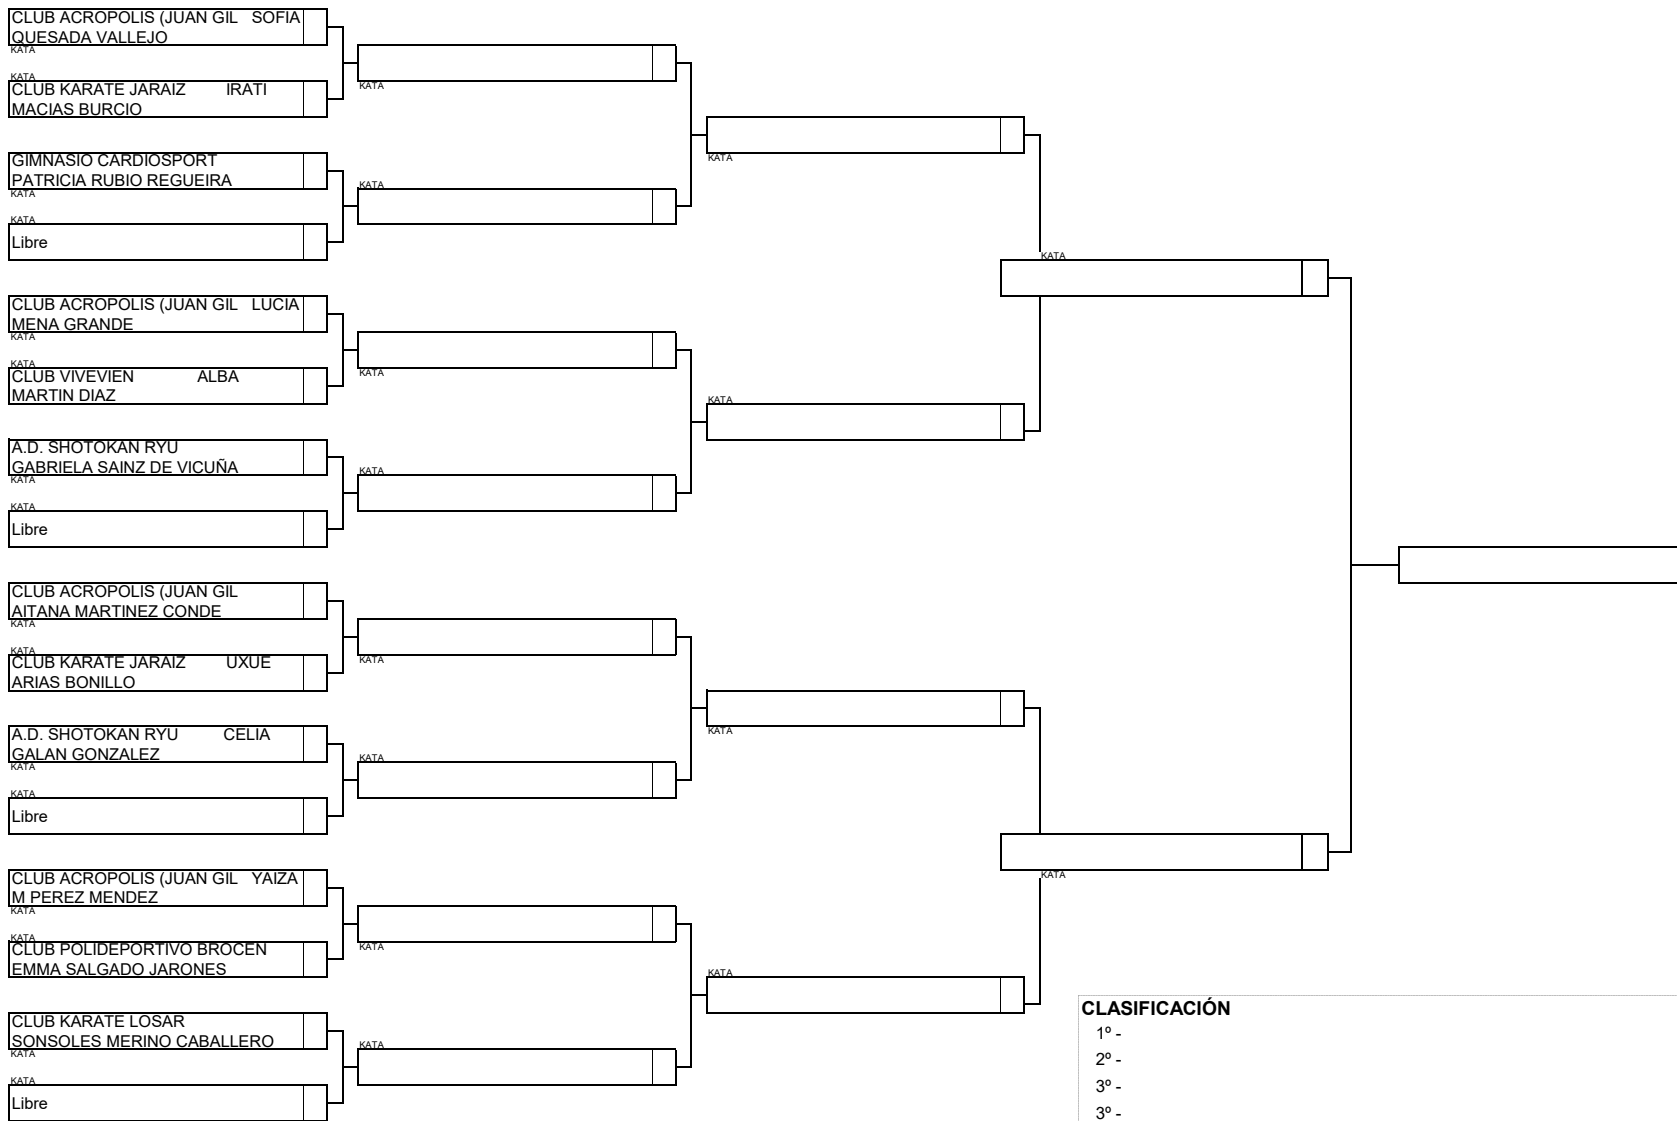 CLUB ACROPOLIS (JUAN GIL SOFIA
QUESADA VALLEJO
KATA
KATA
CLUB KARATE JARAIZ IRATI
MACIAS BURCIO
GIMNASIO CARDIOSPORT
PATRICIA RUBIO REGUEIRA
KATA
KATA
Libre
CLUB ACROPOLIS (JUAN GIL LUCIA
MENA GRANDE
KATA
KATA
CLUB VIVEVIEN ALBA
MARTIN DIAZ
A.D. SHOTOKAN RYU
GABRIELA SAINZ DE VICUÑA
KATA
KATA
Libre
CLUB ACROPOLIS (JUAN GIL
AITANA MARTINEZ CONDE
KATA
KATA
CLUB KARATE JARAIZ UXUE
ARIAS BONILLO
A.D. SHOTOKAN RYU CELIA
GALAN GONZALEZ
KATA
KATA
Libre
CLUB ACROPOLIS (JUAN GIL YAIZA
M PEREZ MENDEZ
KATA
KATA
CLUB POLIDEPORTIVO BROCEN
EMMA SALGADO JARONES
CLUB KARATE LOSAR
SONSOLES MERINO CABALLERO
KATA
KATA
Libre
KATA
KATA
KATA
KATA
KATA
KATA
KATA
KATA
KATA
KATA
KATA
KATA
KATA
KATA
CLASIFICACIÓN
1º -
2º -
3º -
3º -